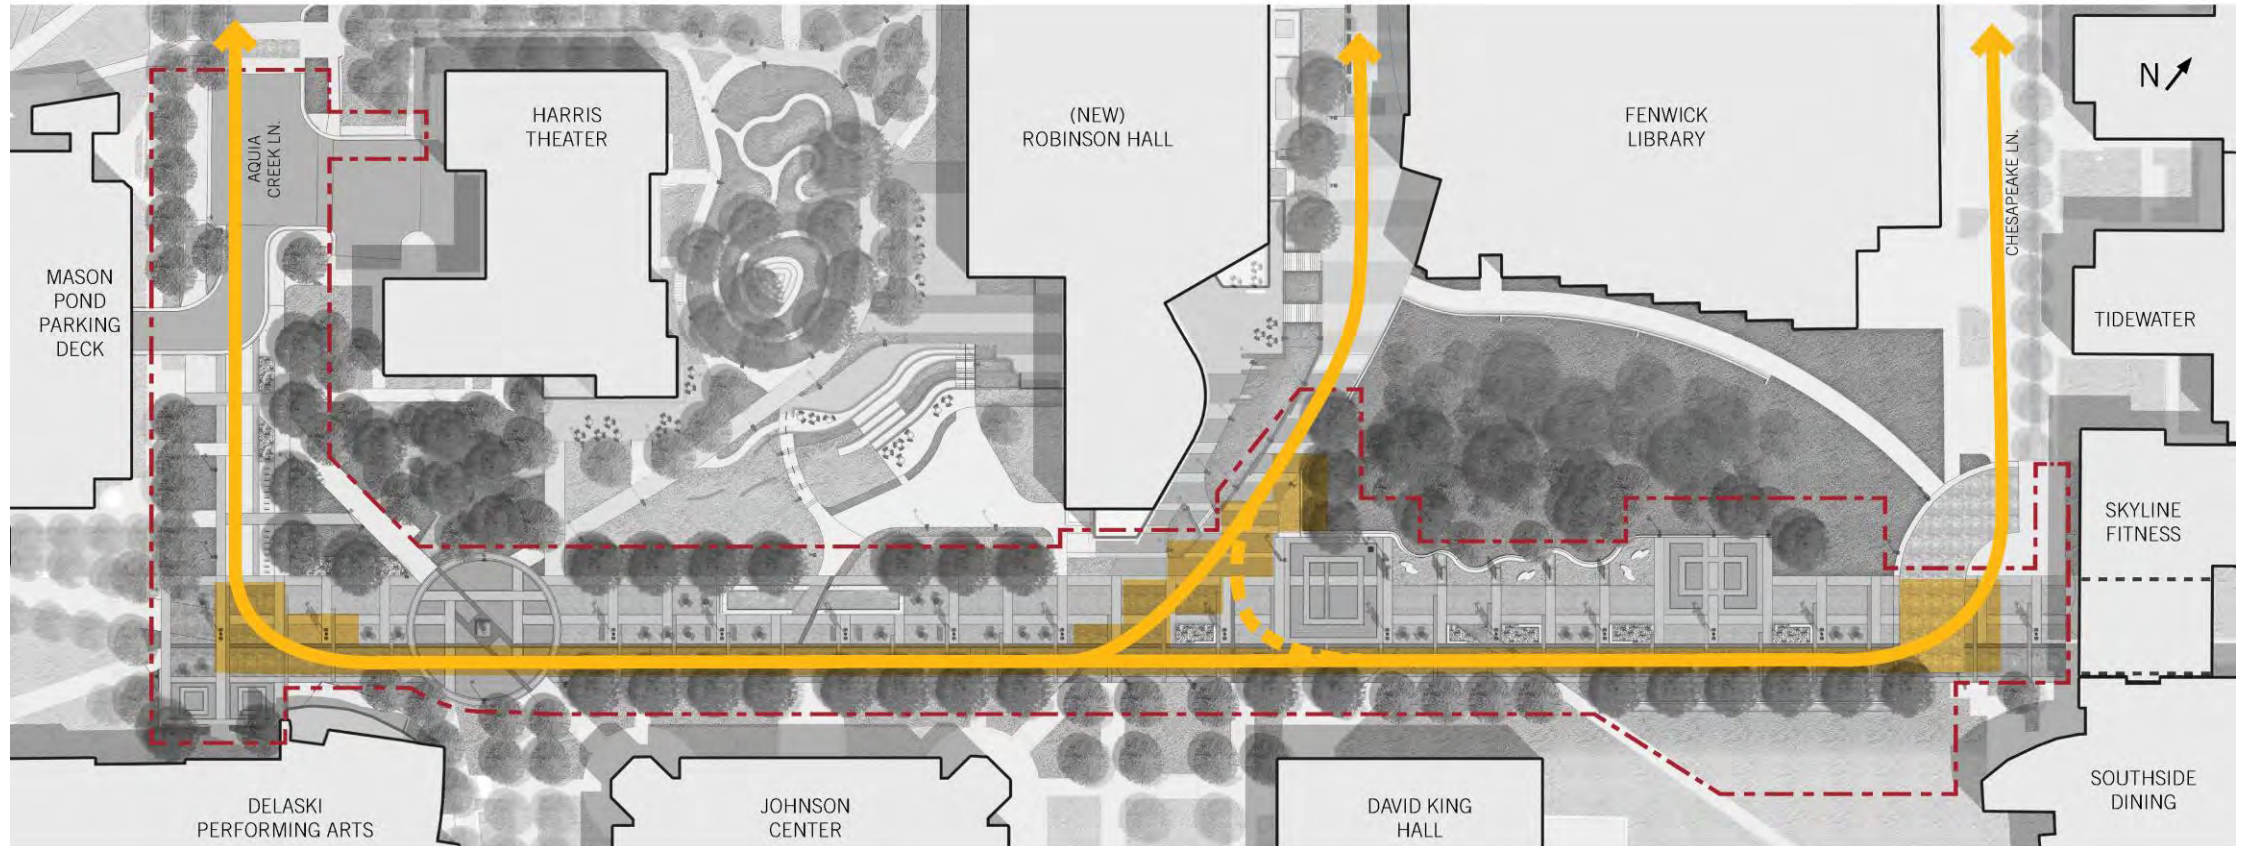 N
HARRIS
THEATER
(NEW)
ROBINSON HALL
FENWICK
LIBRARY
AQUIA
CREEK LN.
CHESAPEAKE LN.
MASON
POND
PARKING
DECK
TIDEWATER
SKYLINE
FITNESS
DELASKI
PERFORMING ARTS
JOHNSON
CENTER
DAVID KING
HALL
SOUTHSIDE
DINING